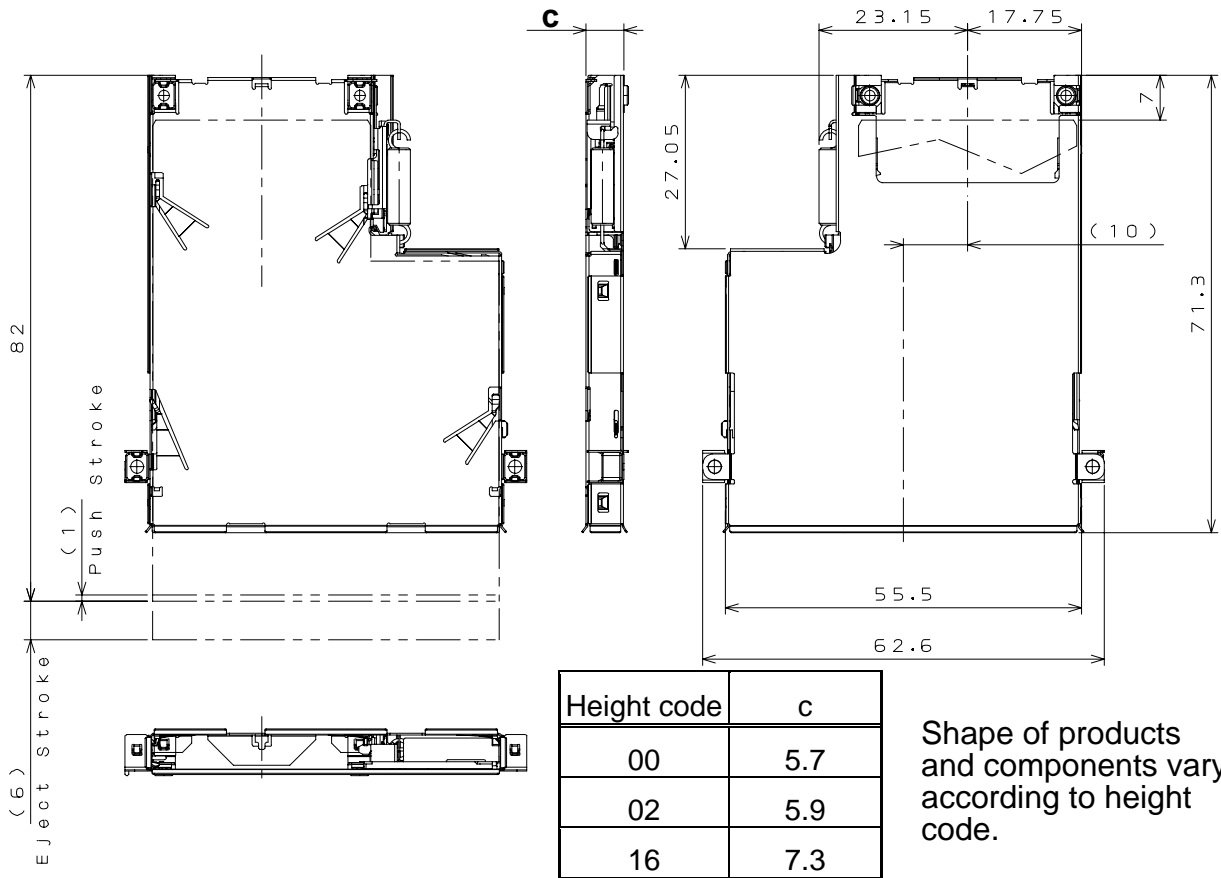 c
23.15
17.75
7
27.05
(10)
71.3
82
(1)
Push Stroke
55.5
62.6
(6)
Eject Stroke
Height code c
00 5.7
02 5.9
16 7.3
Shape of products
and components vary
according to height
code.